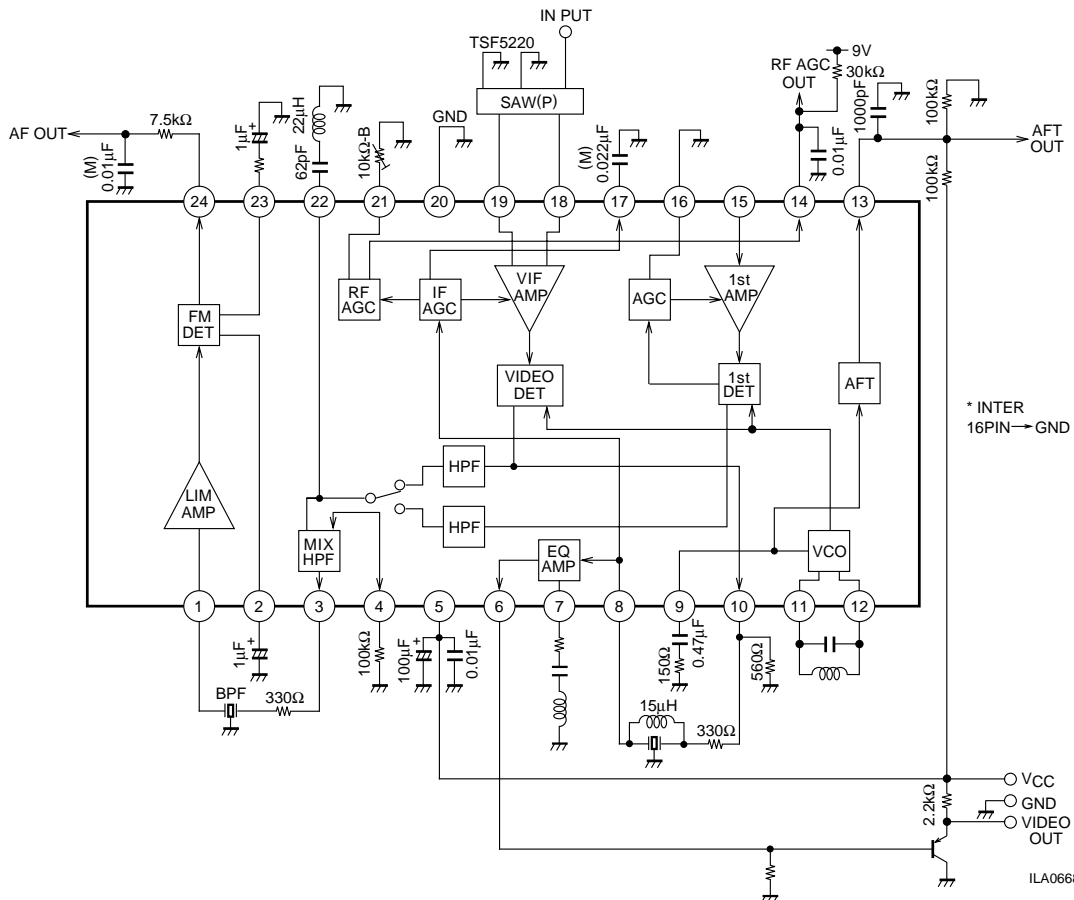 IN PUT
TSF5220
9V
RF AGC
OUT
30kΩ
1000pF
100kΩ
SAW(P)
GND
AF OUT
7.5kΩ
(M)
0.01µF
1µF
+
22µH
62pF
10kΩ-B
(M)
0.022µF
0.01µF
AFT
OUT
100kΩ
24
23
22
21
20
19
18
17
16
15
14
13
RF
AGC
IF
AGC
VIF
AMP
AGC
1st
AMP
FM
DET
VIDEO
DET
1st
DET
AFT
* INTER
16PIN → GND
HPF
LIM
AMP
HPF
MIX
HPF
EQ
AMP
VCO
1
2
3
4
5
6
7
8
9
10
11
12
1µF
+
100kΩ
100µF
+
0.01µF
150Ω
0.47µF
560Ω
BPF
330Ω
15µH
330Ω
VCC
2.2kΩ
GND
VIDEO
OUT
ILA0668